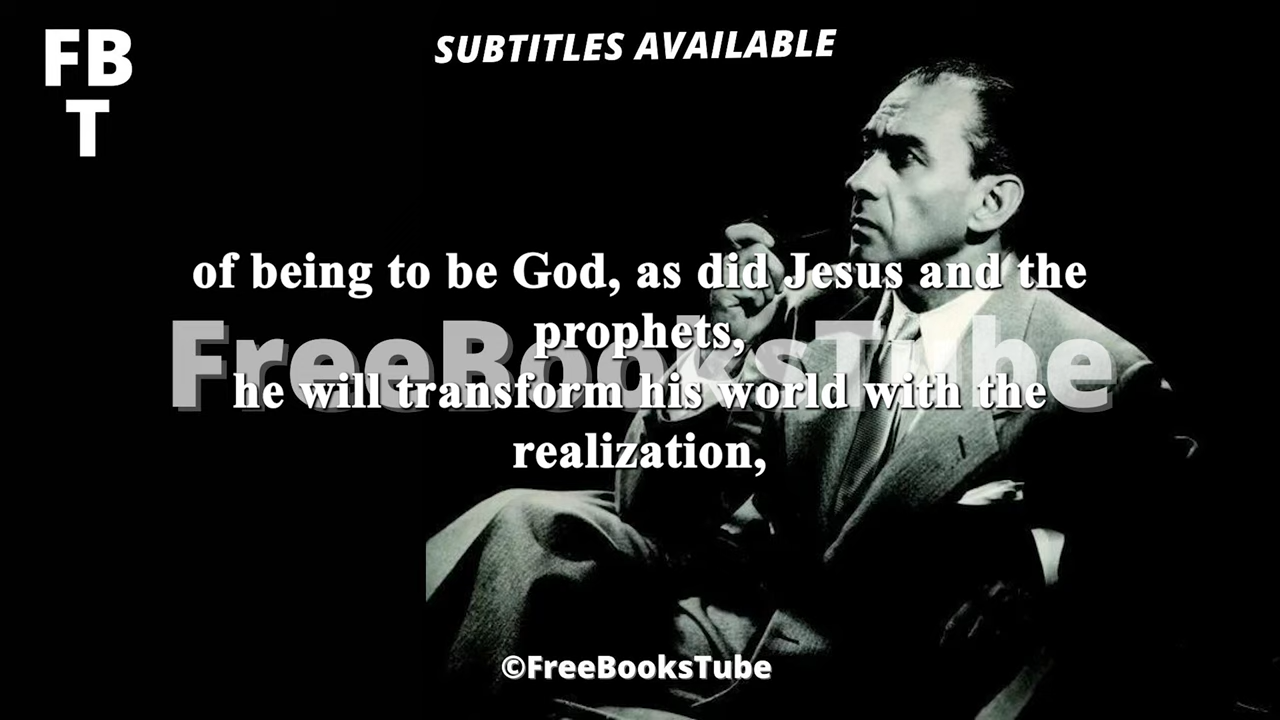 FB
T
SUBTITLES AVAILABLE
of being to be God, as did Jesus and the
prophets,
FreeBooksTube
he will transform his world with the
realization,
©FreeBooksTube